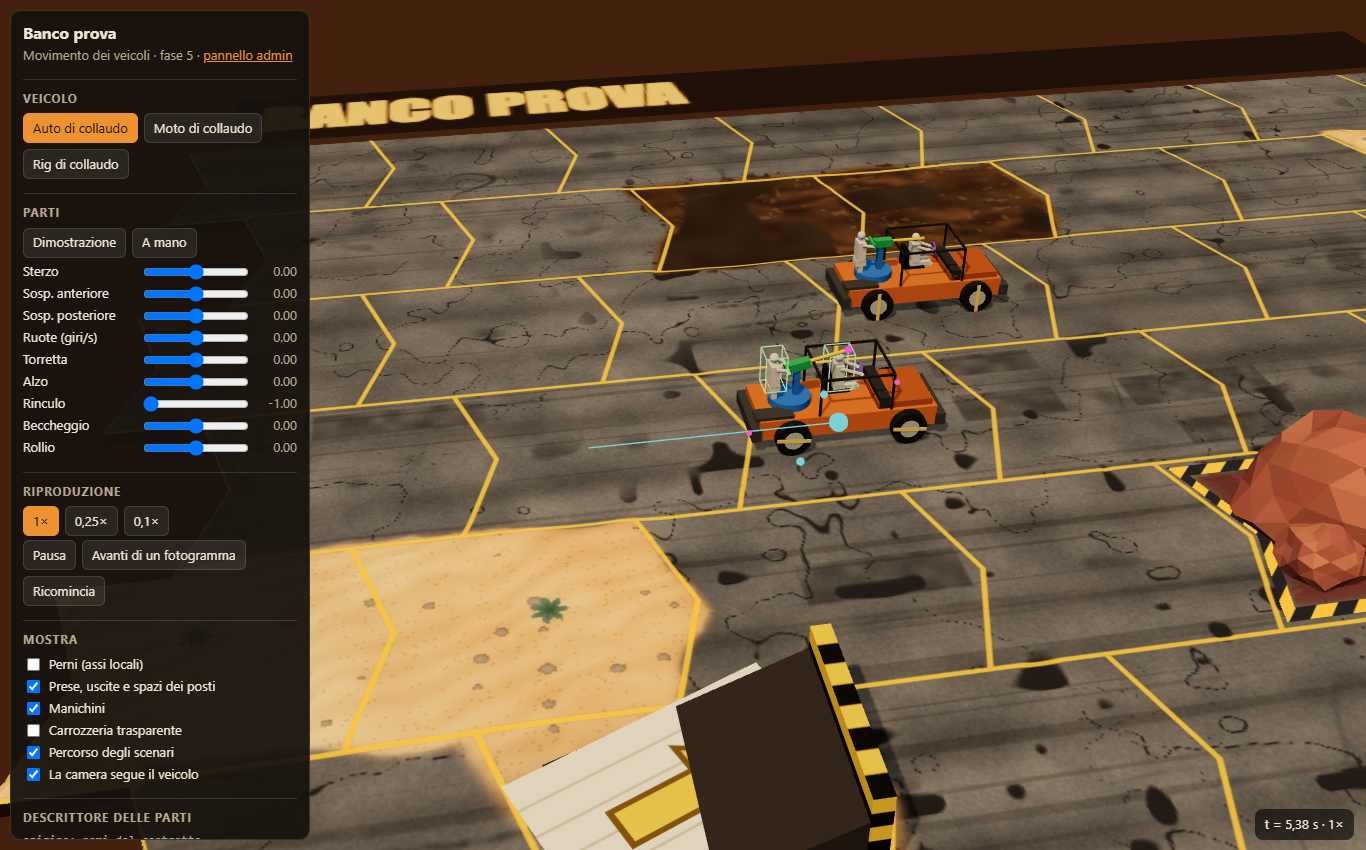 Banco prova
Movimento dei veicoli · fase 5 · pannello admin
BANCO PROVA
VEICOLO
Auto di collaudo
Moto di collaudo
Rig di collaudo
PARTI
Dimostrazione
A mano
Sterzo 0.00
Sosp. anteriore 0.00
Sosp. posteriore 0.00
Ruote (giri/s) 0.00
Torretta 0.00
Alzo 0.00
Rinculo -1.00
Beccheggio 0.00
Rollio 0.00
RIPRODUZIONE
1×
0,25×
0,1×
Pausa
Avanti di un fotogramma
Ricomincia
MOSTRA
Perni (assi locali)
Prese, uscite e spazi dei posti
Manichini
Carrozzeria trasparente
Percorso degli scenari
La camera segue il veicolo
DESCRITTORE DELLE PARTI
t = 5,38 s · 1×